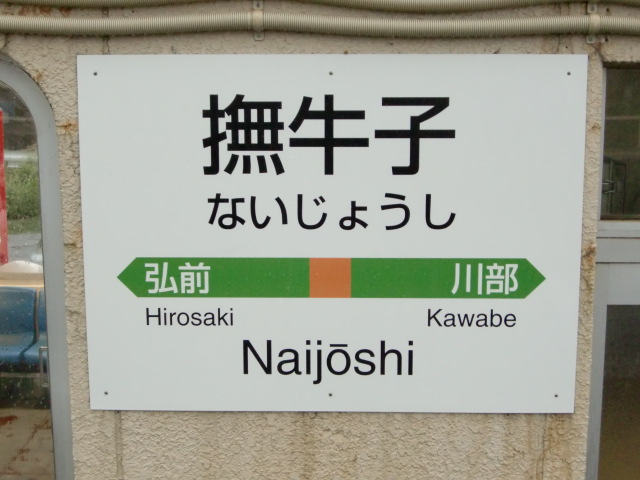 撫牛子
ないじょうし
弘前 川部
Hirosaki Kawabe
Naijōshi